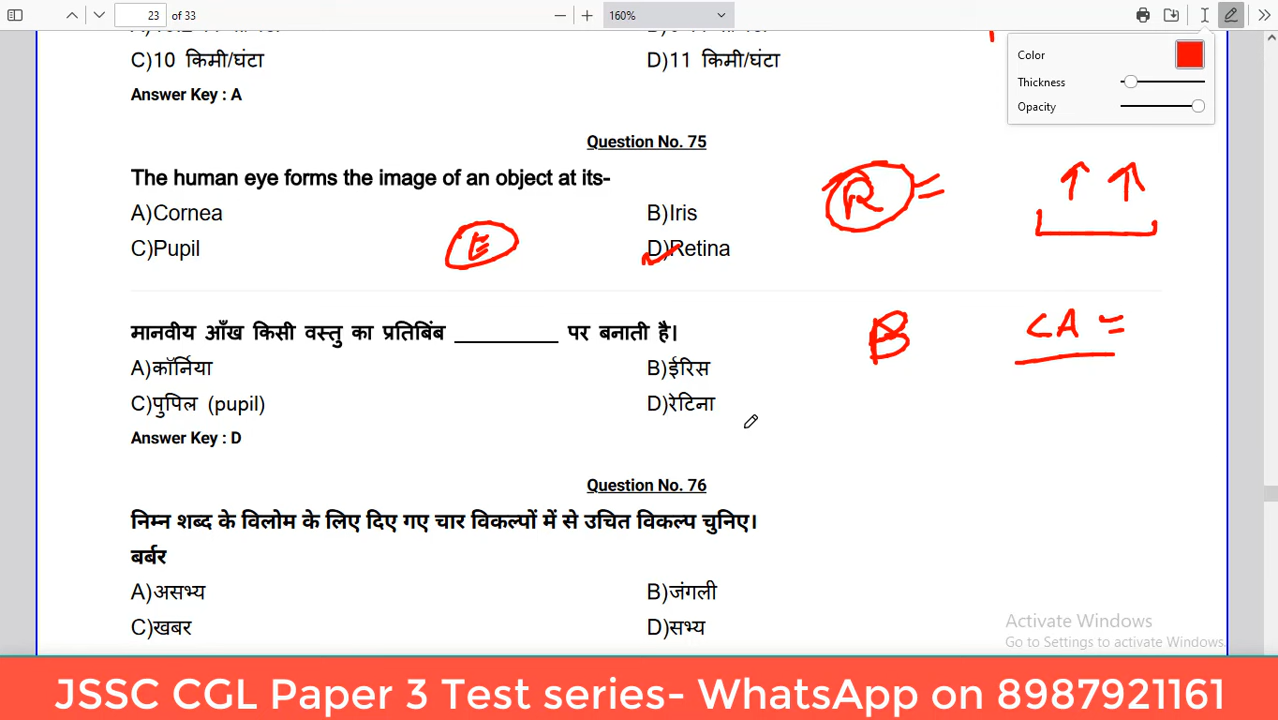 23 of 33
160%
Color
Thickness
Opacity
C)10 किमी/घंटा D)11 किमी/घंटा
Answer Key : A
Question No. 75
The human eye forms the image of an object at its-
A)Cornea B)Iris
C)Pupil D)Retina
R =
E
मानवीय आँख किसी वस्तु का प्रतिबिंब __________ पर बनाती है।
A)कॉर्निया B)ईरिस
C)पुपिल (pupil) D)रेटिना
B CA =
Answer Key : D
Question No. 76
निम्न शब्द के विलोम के लिए दिए गए चार विकल्पों में से उचित विकल्प चुनिए।
बर्बर
A)असभ्य B)जंगली
C)खबर D)सभ्य
Activate Windows
Go to Settings to activate Windows.
JSSC CGL Paper 3 Test series- WhatsApp on 8987921161